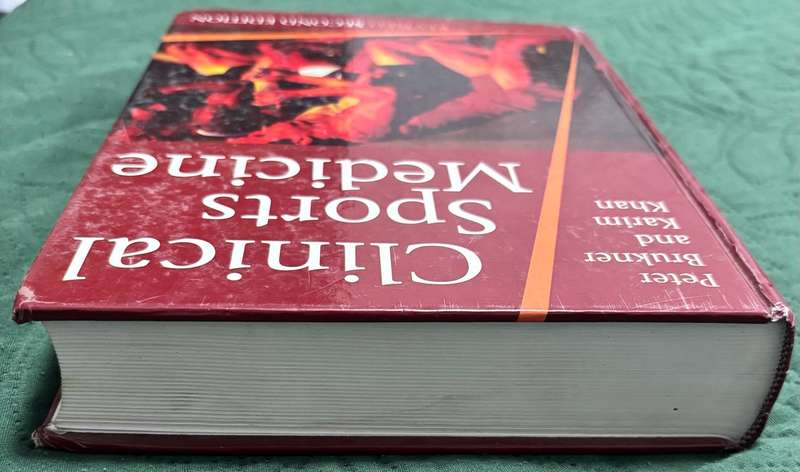 Clinical
Sports
Medicine
Peter
Brukner
and
Karim
Khan